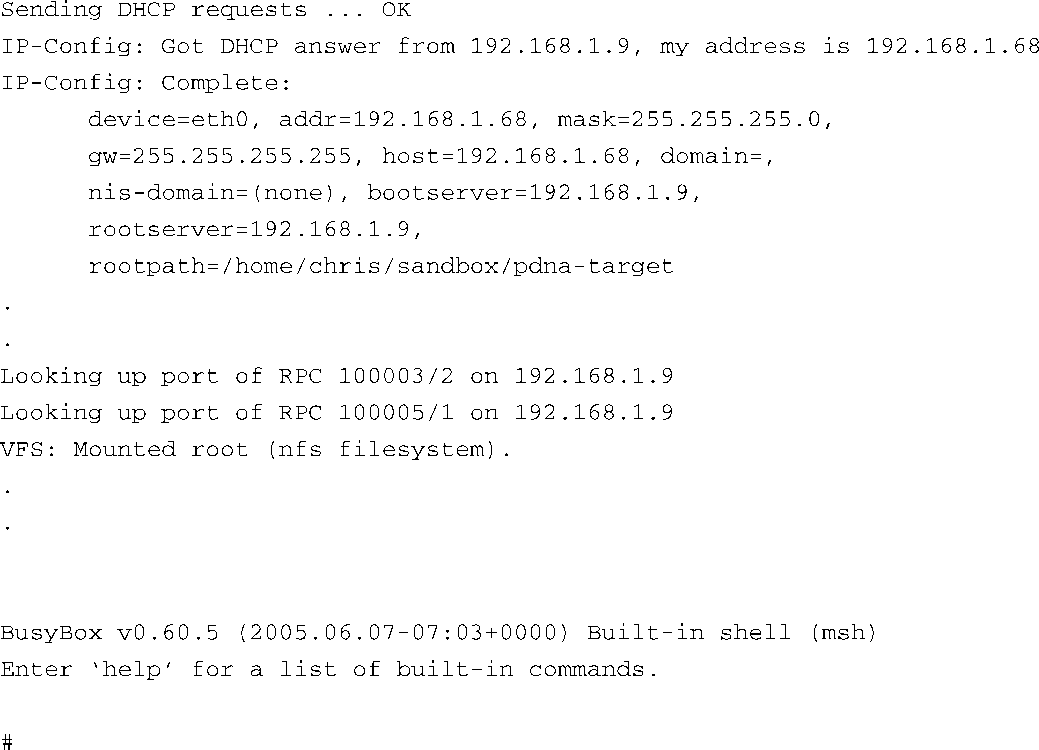 Sending DHCP requests ... OK
IP-Config: Got DHCP answer from 192.168.1.9, my address is 192.168.1.68
IP-Config: Complete:
      device=eth0, addr=192.168.1.68, mask=255.255.255.0,
      gw=255.255.255.255, host=192.168.1.68, domain=,
      nis-domain=(none), bootserver=192.168.1.9,
      rootserver=192.168.1.9,
      rootpath=/home/chris/sandbox/pdna-target
.
.
Looking up port of RPC 100003/2 on 192.168.1.9
Looking up port of RPC 100005/1 on 192.168.1.9
VFS: Mounted root (nfs filesystem).
.
.
BusyBox v0.60.5 (2005.06.07-07:03+0000) Built-in shell (msh)
Enter ‘help’ for a list of built-in commands.
#